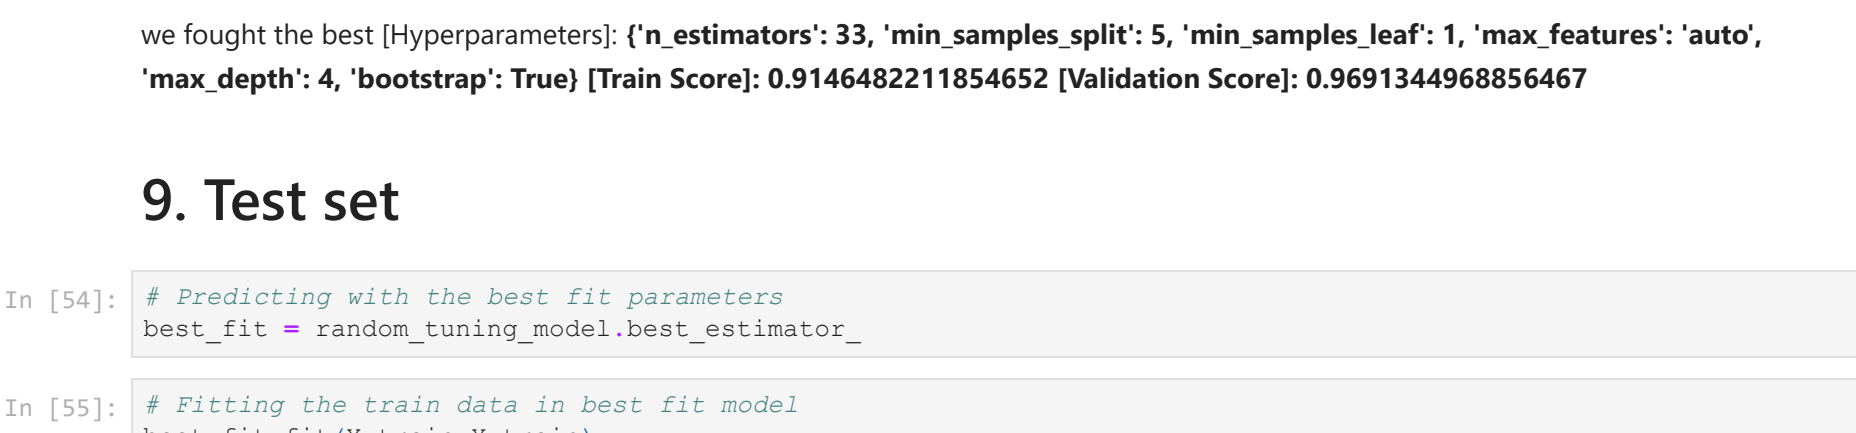 we fought the best [Hyperparameters]: {'n_estimators': 33, 'min_samples_split': 5, 'min_samples_leaf': 1, 'max_features': 'auto',
'max_depth': 4, 'bootstrap': True} [Train Score]: 0.9146482211854652 [Validation Score]: 0.9691344968856467
9. Test set
In [54]:
# Predicting with the best fit parameters
best_fit = random_tuning_model.best_estimator_
In [55]:
# Fitting the train data in best fit model